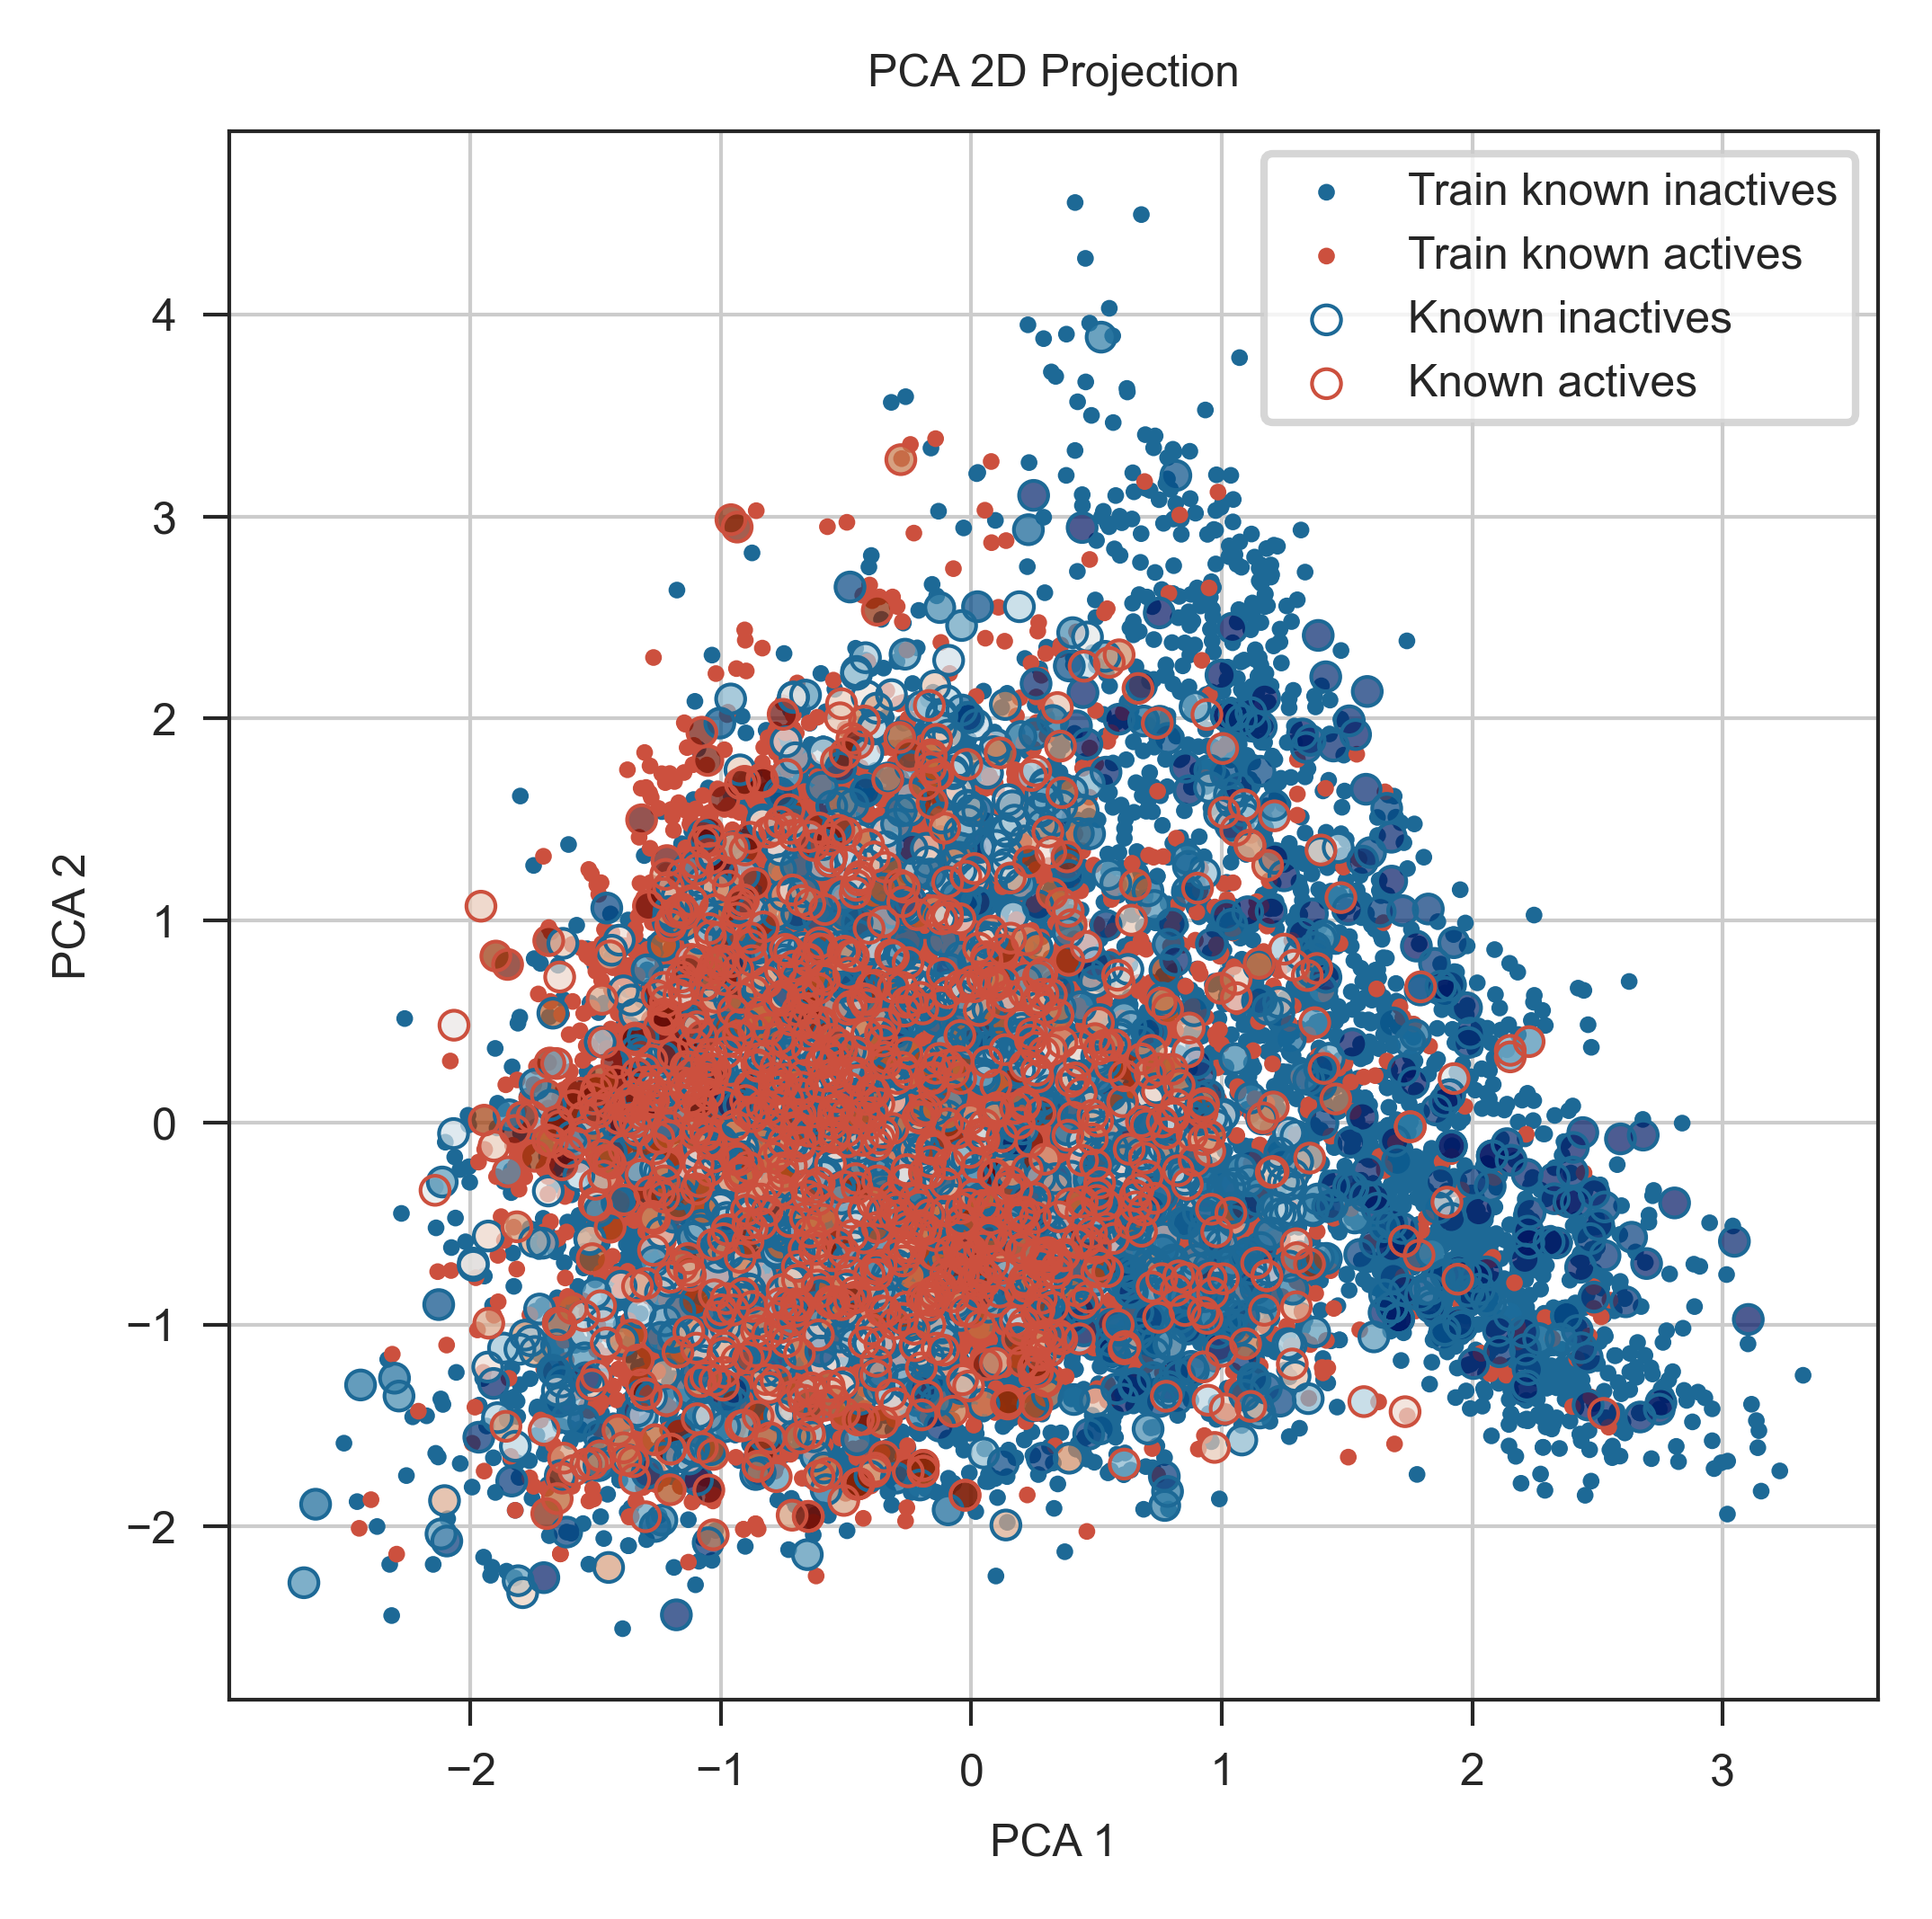 PCA 2D Projection
Train known inactives
Train known actives
Known inactives
Known actives
4
3
2
1
0
−1
−2
PCA 2
−2
−1
0
1
2
3
PCA 1